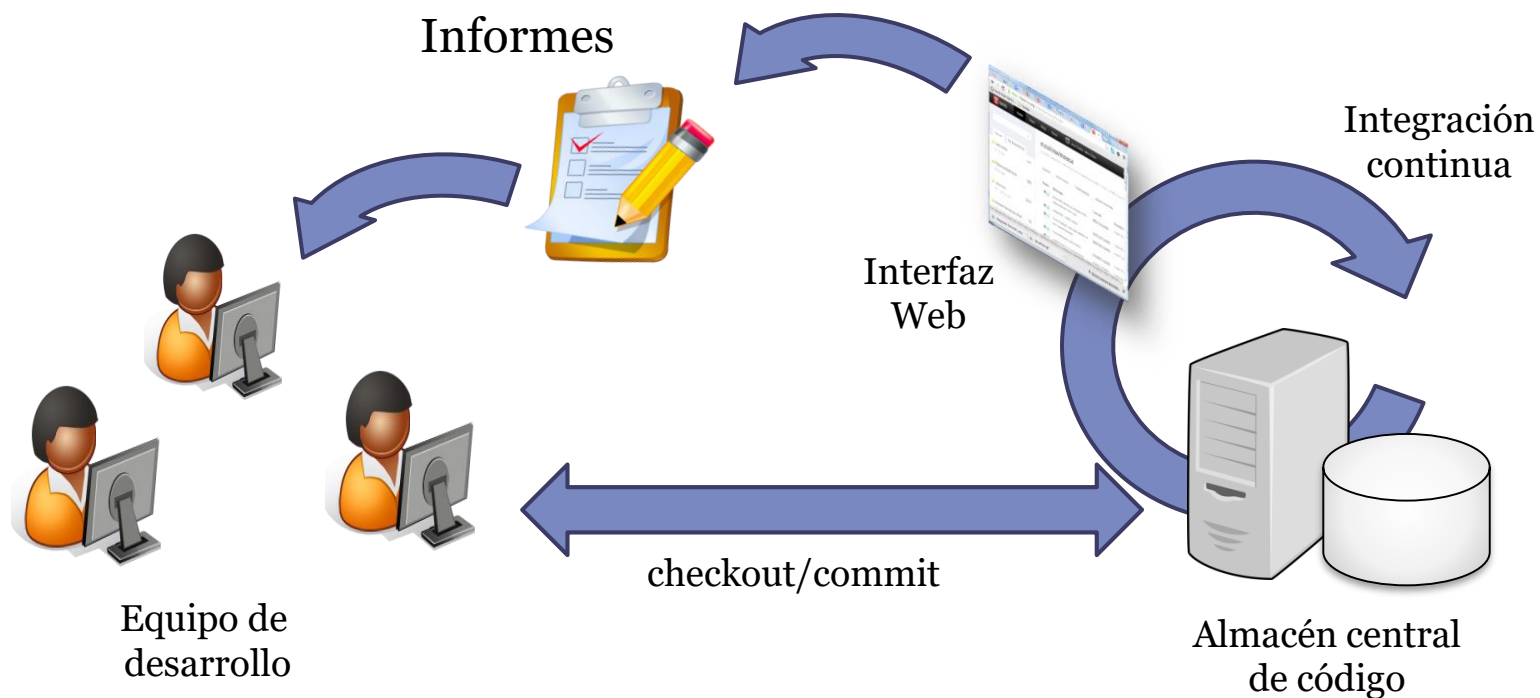 Informes
Integración
continua
Interfaz
Web
checkout/commit
Equipo de
desarrollo
Almacén central
de código